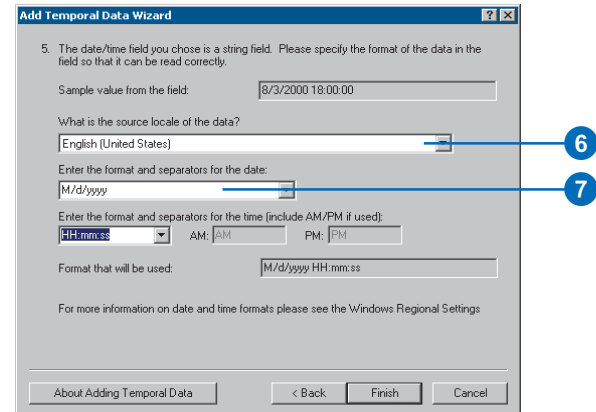 Add Temporal Data Wizard
5. The date/time field you chose is a string field. Please specify the format of the data in the
field so that it can be read correctly.
Sample value from the field: 8/3/2000 18:00:00
What is the source locale of the data?
English (United States)
6
Enter the format and separators for the date:
M/d/yyyy
7
Enter the format and separators for the time (include AM/PM if used):
HH:mm:ss AM: AM PM: PM
Format that will be used: M/d/yyyy HH:mm:ss
For more information on date and time formats please see the Windows Regional Settings
About Adding Temporal Data < Back Finish Cancel